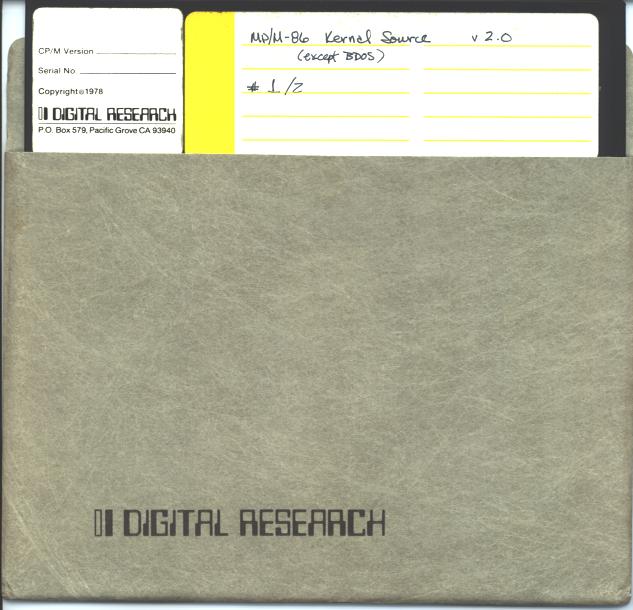 CP/M Version
Serial No.
Copyright©1978
DIGITAL RESEARCH
P.O. Box 579, Pacific Grove CA 93940
MP/M-86 Kernel Source v 2.0
(except BDOS)
# 1/2
DIGITAL RESEARCH